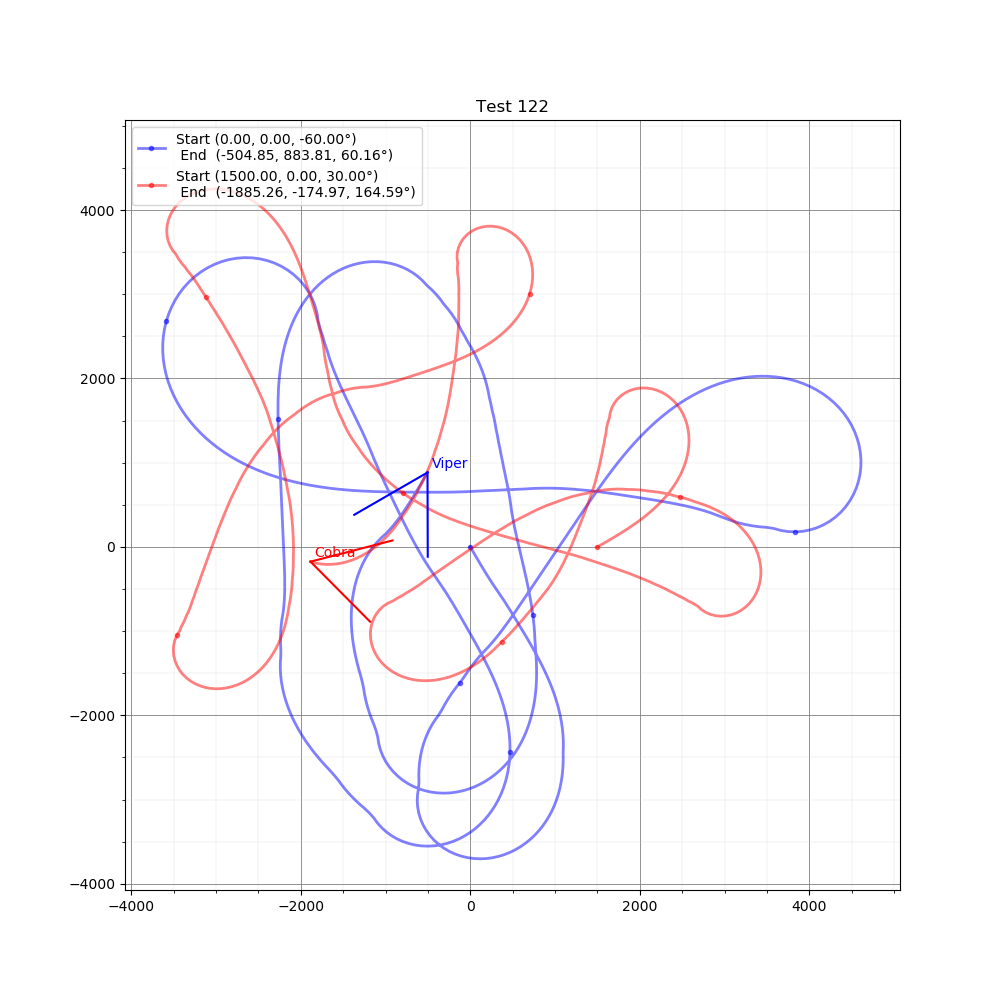 Test 122
Start (0.00, 0.00, -60.00°)
End (-504.85, 883.81, 60.16°)
Start (1500.00, 0.00, 30.00°)
End (-1885.26, -174.97, 164.59°)
4000
2000
0
−2000
−4000
Viper
Cobra
−4000
−2000
0
2000
4000